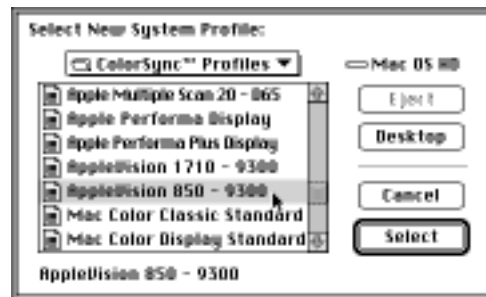 Select New System Profile:
ColorSync™ Profiles
Mac OS HD
Apple Multiple Scan 20 - D65
Apple Performa Display
Apple Performa Plus Display
AppleVision 1710 - 9300
AppleVision 850 - 9300
Mac Color Classic Standard
Mac Color Display Standard
Eject
Desktop
Cancel
Select
AppleVision 850 - 9300